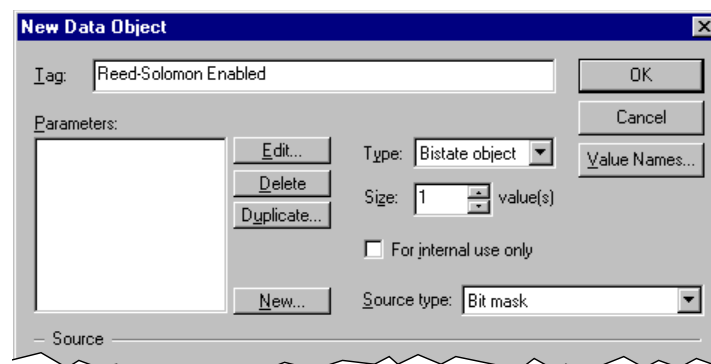 New Data Object
Tag: Reed-Solomon Enabled
OK
Cancel
Value Names...
Parameters:
Edit...
Delete
Duplicate...
New...
Type: Bistate object
Size: 1 value(s)
For internal use only
Source type: Bit mask
Source